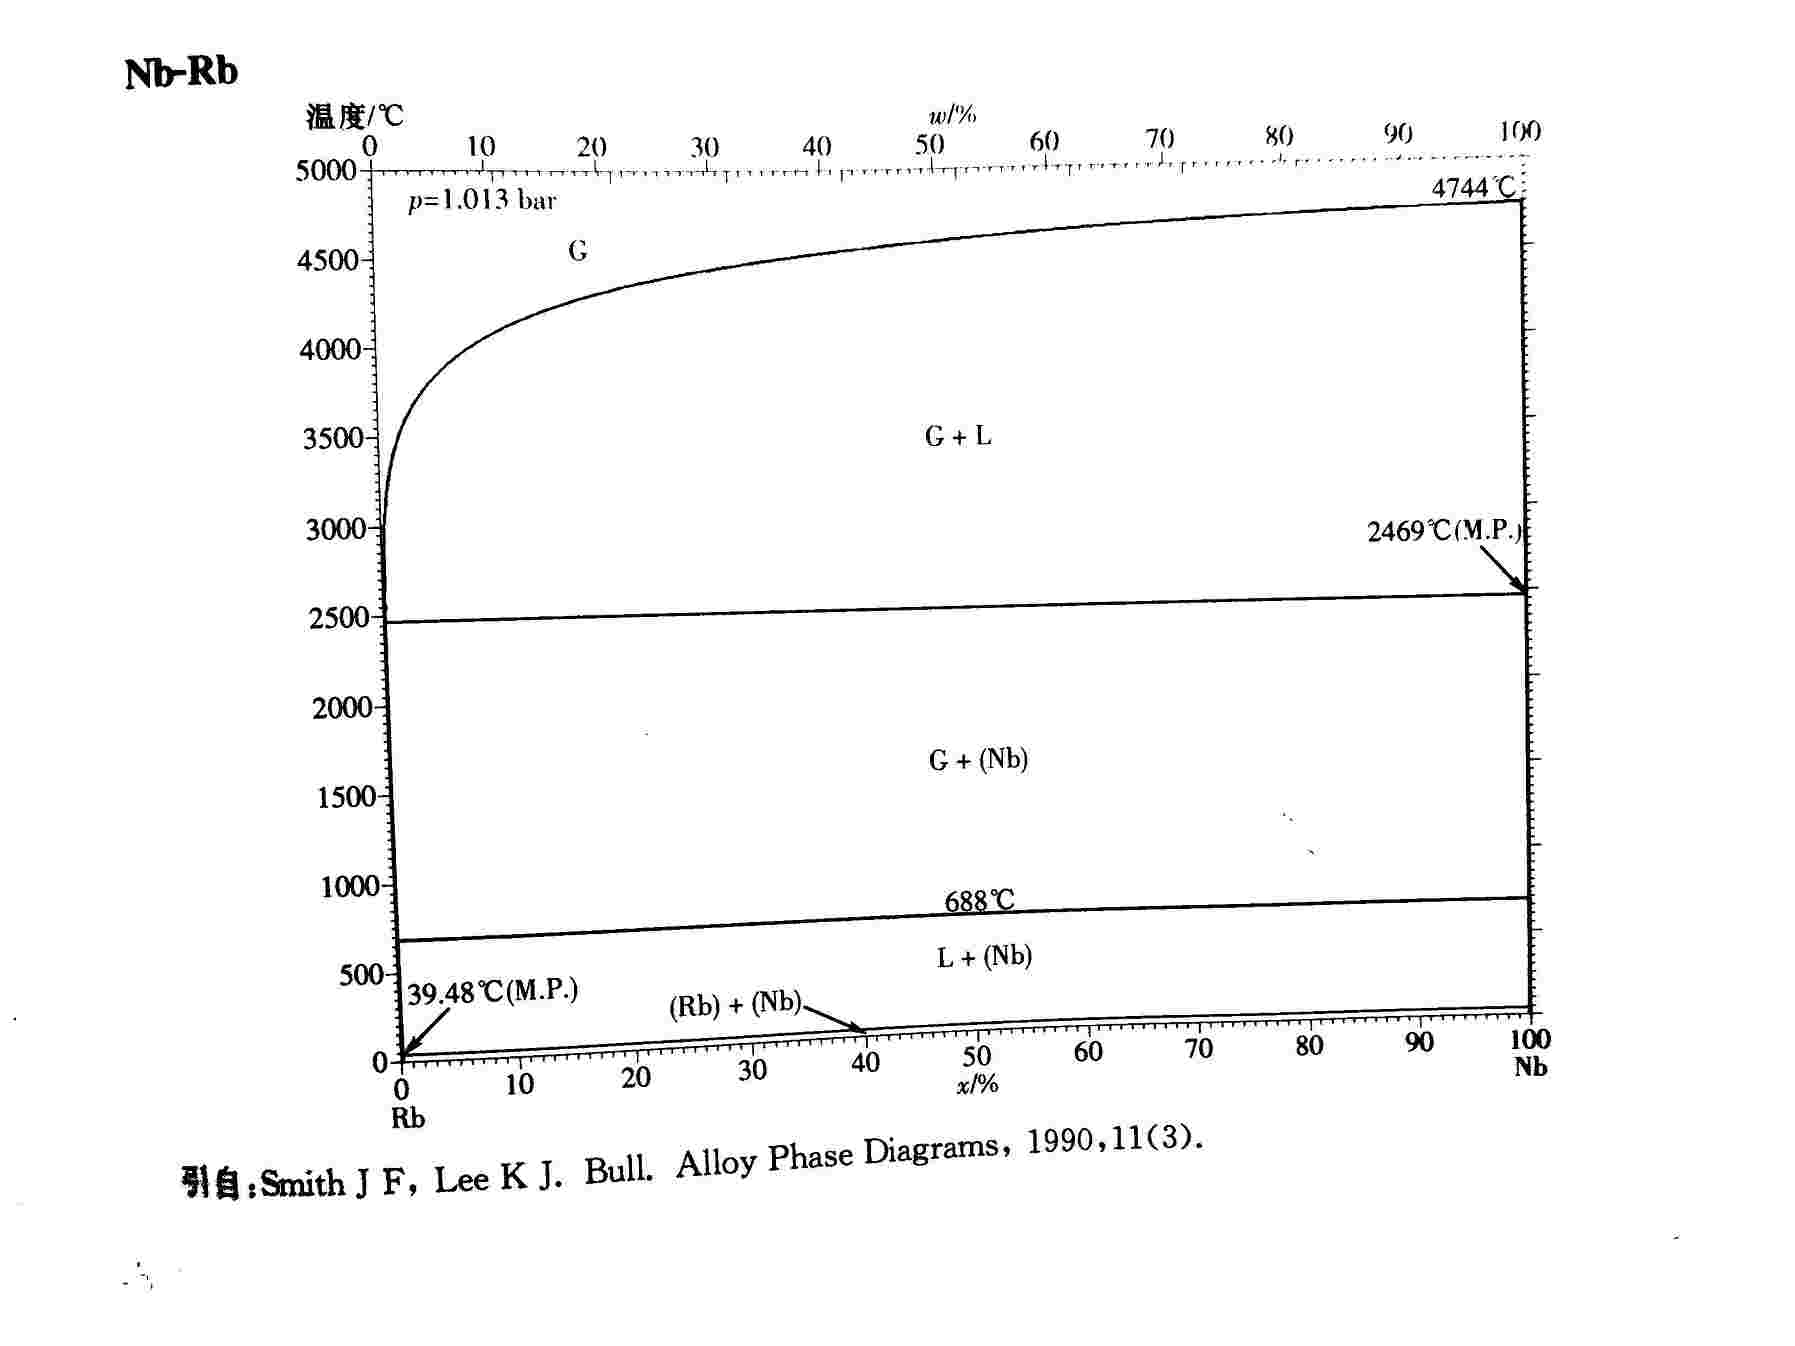 Nb-Rb
温度/℃
w/%
0 10 20 30 40 50 60 70 80 90 100
5000
4744℃
p=1.013 bar
G
4500
4000
3500
G + L
3000
2469℃(M.P.)
2500
2000
G + (Nb)
1500
1000
688℃
500
L + (Nb)
39.48℃(M.P.)
(Rb) + (Nb)
0
0 10 20 30 40 50 60 70 80 90 100
Rb
x/%
Nb
引自:Smith J F, Lee K J. Bull. Alloy Phase Diagrams, 1990,11(3).